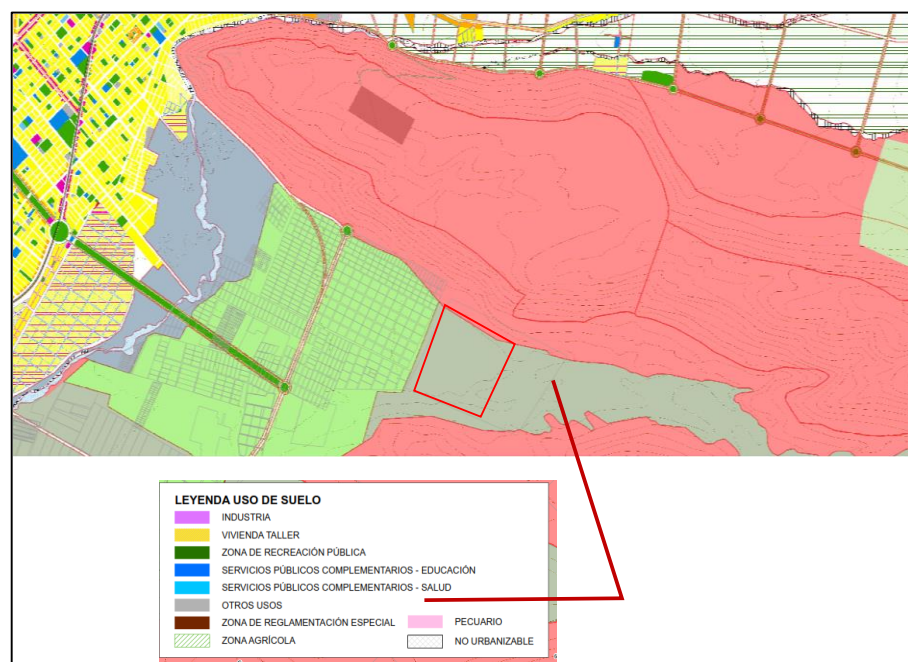 LEYENDA USO DE SUELO
INDUSTRIA
VIVIENDA TALLER
ZONA DE RECREACIÓN PÚBLICA
SERVICIOS PÚBLICOS COMPLEMENTARIOS - EDUCACIÓN
SERVICIOS PÚBLICOS COMPLEMENTARIOS - SALUD
OTROS USOS
ZONA DE REGLAMENTACIÓN ESPECIAL
PECUARIO
ZONA AGRÍCOLA
NO URBANIZABLE